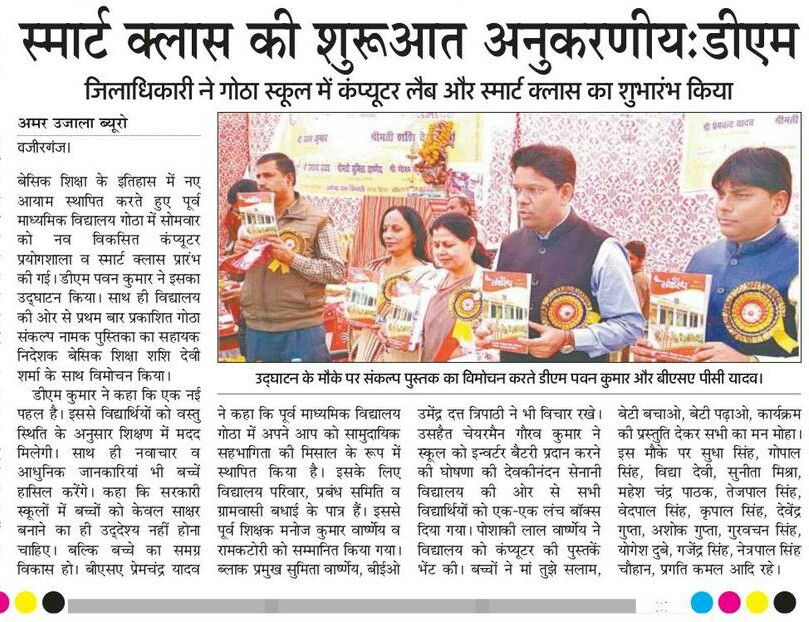 स्मार्ट क्लास की शुरूआत अनुकरणीय:डीएम
जिलाधिकारी ने गोठा स्कूल में कंप्यूटर लैब और स्मार्ट क्लास का शुभारंभ किया
अमर उजाला ब्यूरो
वजीरगंज।
बेसिक शिक्षा के इतिहास में नए
आयाम स्थापित करते हुए पूर्व
माध्यमिक विद्यालय गोठा में सोमवार
को नव विकसित कंप्यूटर
प्रयोगशाला व स्मार्ट क्लास प्रारंभ
की गई। डीएम पवन कुमार ने इसका
उद्घाटन किया। साथ ही विद्यालय
की ओर से प्रथम बार प्रकाशित गोठा
संकल्प नामक पुस्तिका का सहायक
निदेशक बेसिक शिक्षा शशि देवी
शर्मा के साथ विमोचन किया।
डीएम कुमार ने कहा कि एक नई
पहल है। इससे विद्यार्थियों को वस्तु
स्थिति के अनुसार शिक्षण में मदद
मिलेगी। साथ ही नवाचार व
आधुनिक जानकारियां भी बच्चें
हासिल करेंगे। कहा कि सरकारी
स्कूलों में बच्चों को केवल साक्षर
बनाने का ही उद्देश्य नहीं होना
चाहिए। बल्कि बच्चे का समग्र
विकास हो। बीएसए प्रेमचंद्र यादव
संकल्प
उद्घाटन के मौके पर संकल्प पुस्तक का विमोचन करते डीएम पवन कुमार और बीएसए पीसी यादव।
ने कहा कि पूर्व माध्यमिक विद्यालय
गोठा में अपने आप को सामुदायिक
सहभागिता की मिसाल के रूप में
स्थापित किया है। इसके लिए
विद्यालय परिवार, प्रबंध समिति व
ग्रामवासी बधाई के पात्र हैं। इससे
पूर्व शिक्षक मनोज कुमार वार्ष्णेय व
रामकटोरी को सम्मानित किया गया।
ब्लाक प्रमुख सुमिता वार्ष्णेय, बीईओ
उमेंद्र दत्त त्रिपाठी ने भी विचार रखे।
उसहैत चेयरमैन गौरव कुमार ने
स्कूल को इन्वर्टर बैटरी प्रदान करने
की घोषणा की देवकीनंदन सेनानी
विद्यालय की ओर से सभी
विद्यार्थियों को एक-एक लंच बॉक्स
दिया गया। पोशाकी लाल वार्ष्णेय ने
विद्यालय को कंप्यूटर की पुस्तकें
भेंट की। बच्चों ने मां तुझे सलाम,
बेटी बचाओ, बेटी पढ़ाओ, कार्यक्रम
की प्रस्तुति देकर सभी का मन मोहा।
इस मौके पर सुधा सिंह, गोपाल
सिंह, विद्या देवी, सुनीता मिश्रा,
महेश चंद्र पाठक, तेजपाल सिंह,
वेदपाल सिंह, कृपाल सिंह, देवेंद्र
गुप्ता, अशोक गुप्ता, गुरवचन सिंह,
योगेश दुबे, गजेंद्र सिंह, नेत्रपाल सिंह
चौहान, प्रगति कमल आदि रहे।